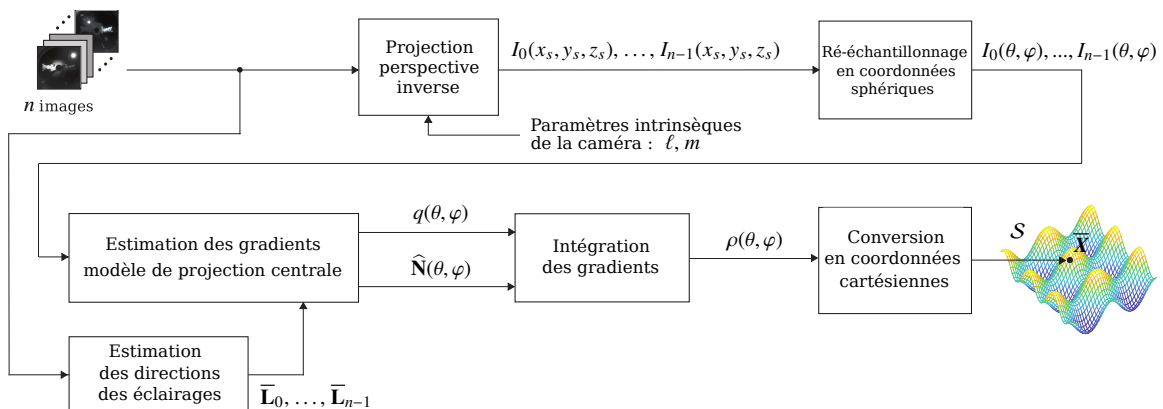 n images
Projection
perspective
inverse
I₀(xₛ, yₛ, zₛ), . . . , Iₙ₋₁(xₛ, yₛ, zₛ)
Ré-échantillonnage
en coordonnées
sphériques
I₀(θ, φ), ..., Iₙ₋₁(θ, φ)
Paramètres intrinsèques
de la caméra : ℓ, m
Estimation des gradients
modèle de projection centrale
q(θ, φ)
N̂(θ, φ)
Intégration
des gradients
ρ(θ, φ)
Conversion
en coordonnées
cartésiennes
S
X̅
Estimation
des directions
des éclairages
L̅₀, . . . , L̅ₙ₋₁